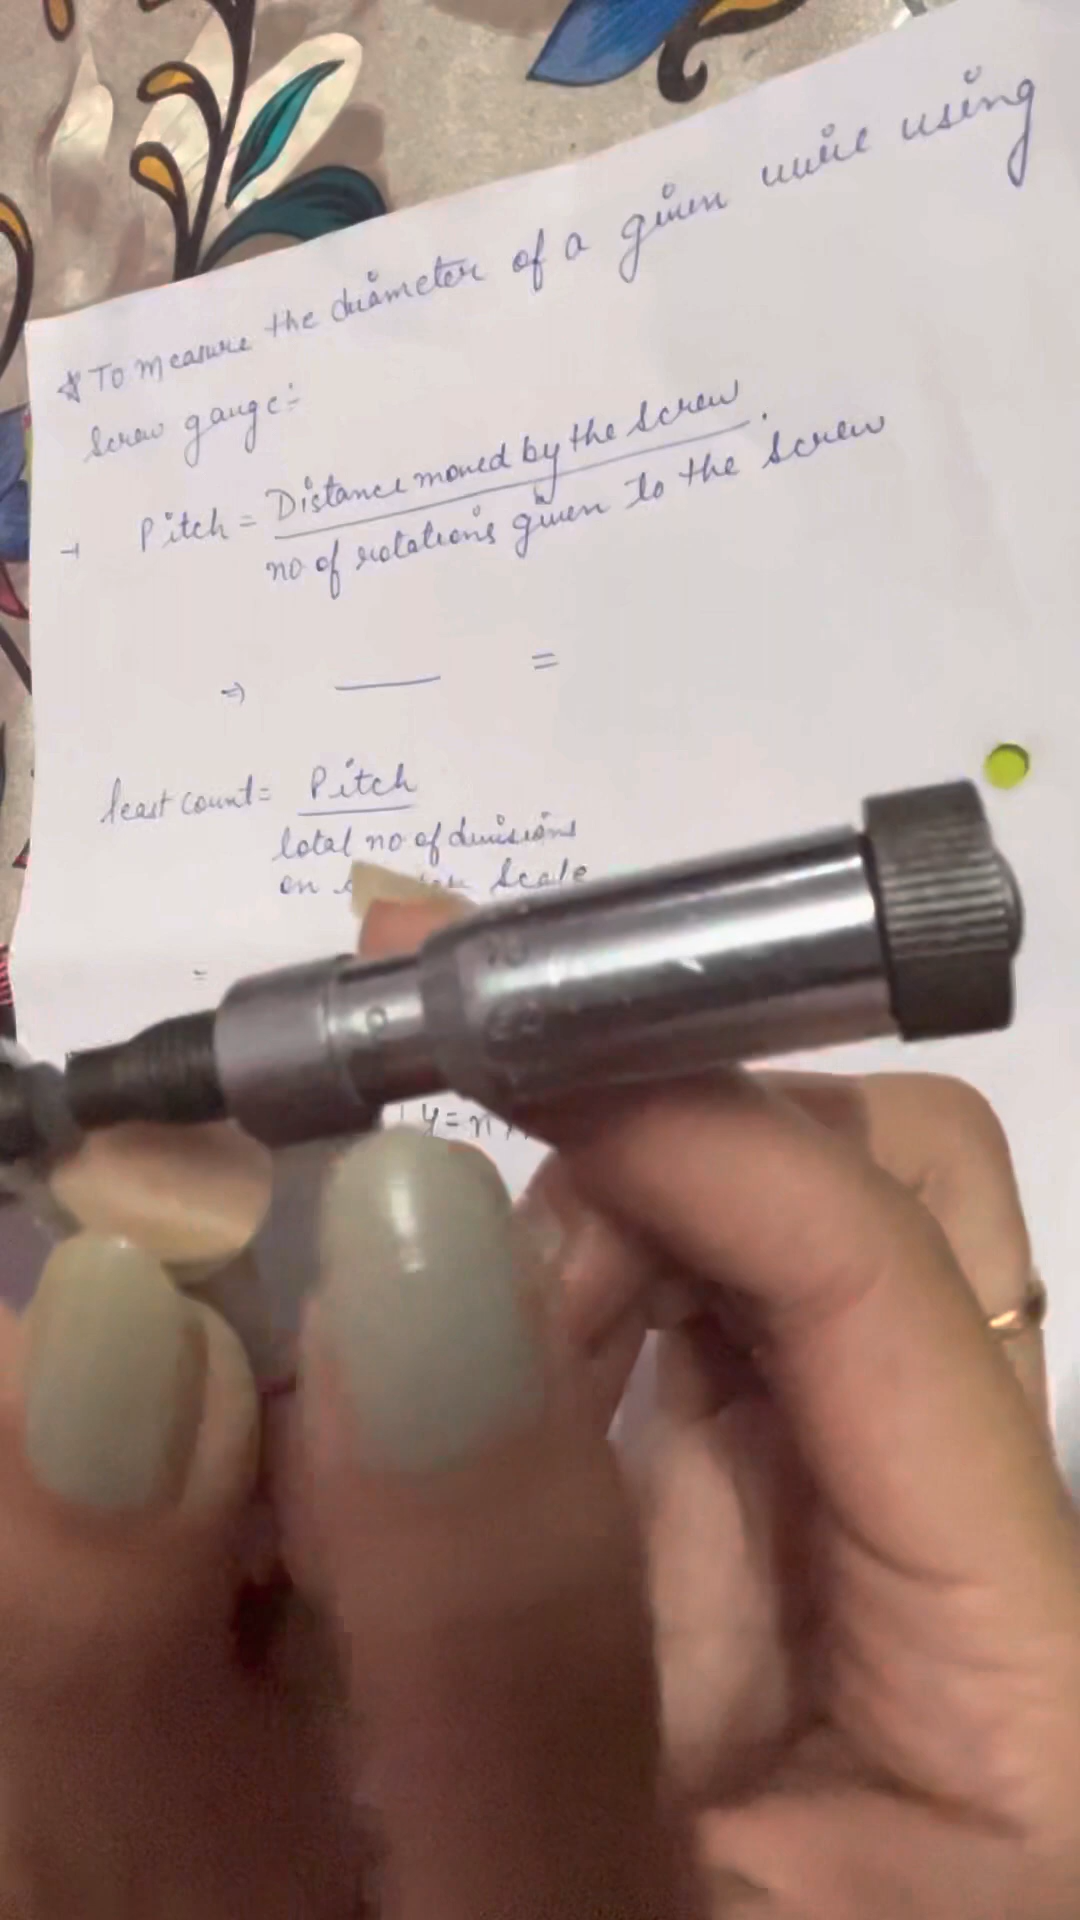 * To measure the diameter of a given wire using
Screw gauge:-
→ Pitch = Distance moved by the screw
no of rotations given to the screw
⇒ =
least count = Pitch
total no of divisions
on Scale
=
y = n
0